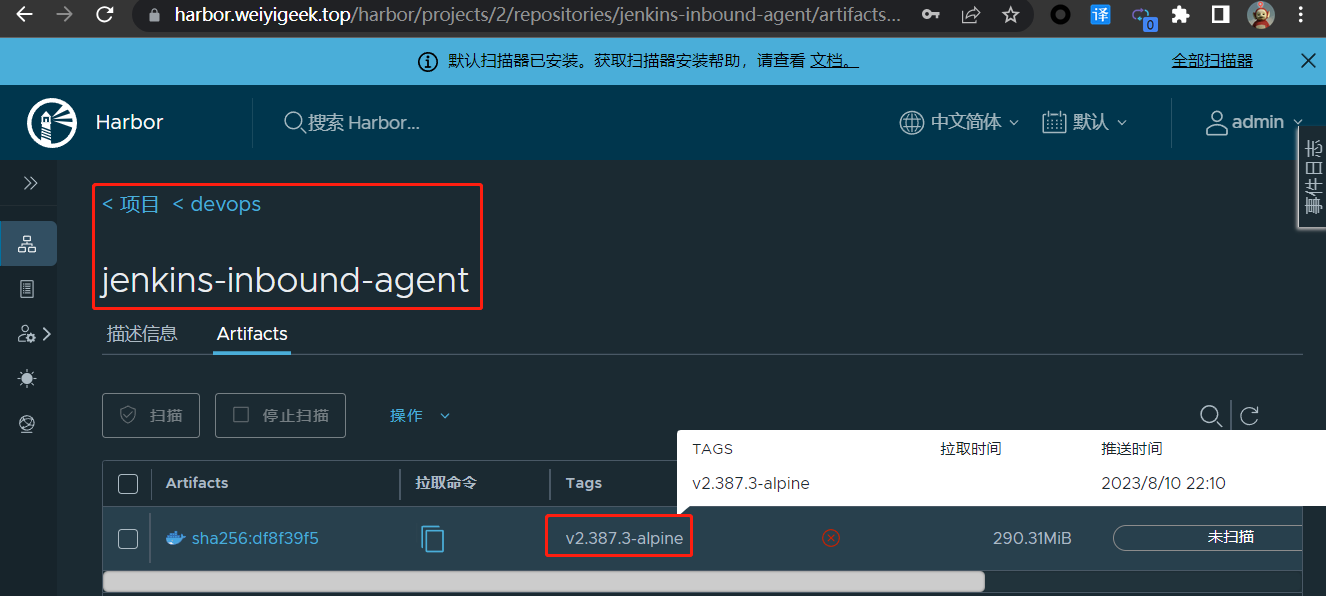 harbor.weiyigeek.top/harbor/projects/2/repositories/jenkins-inbound-agent/artifacts...
译
0
默认扫描器已安装。获取扫描器安装帮助，请查看 文档。
全部扫描器
Harbor
搜索 Harbor...
中文简体
默认
admin
事件日志
< 项目 < devops
jenkins-inbound-agent
描述信息
Artifacts
扫描
停止扫描
操作
TAGS 拉取时间 推送时间
v2.387.3-alpine 2023/8/10 22:10
Artifacts 拉取命令 Tags
sha256:df8f39f5 v2.387.3-alpine 290.31MiB 未扫描